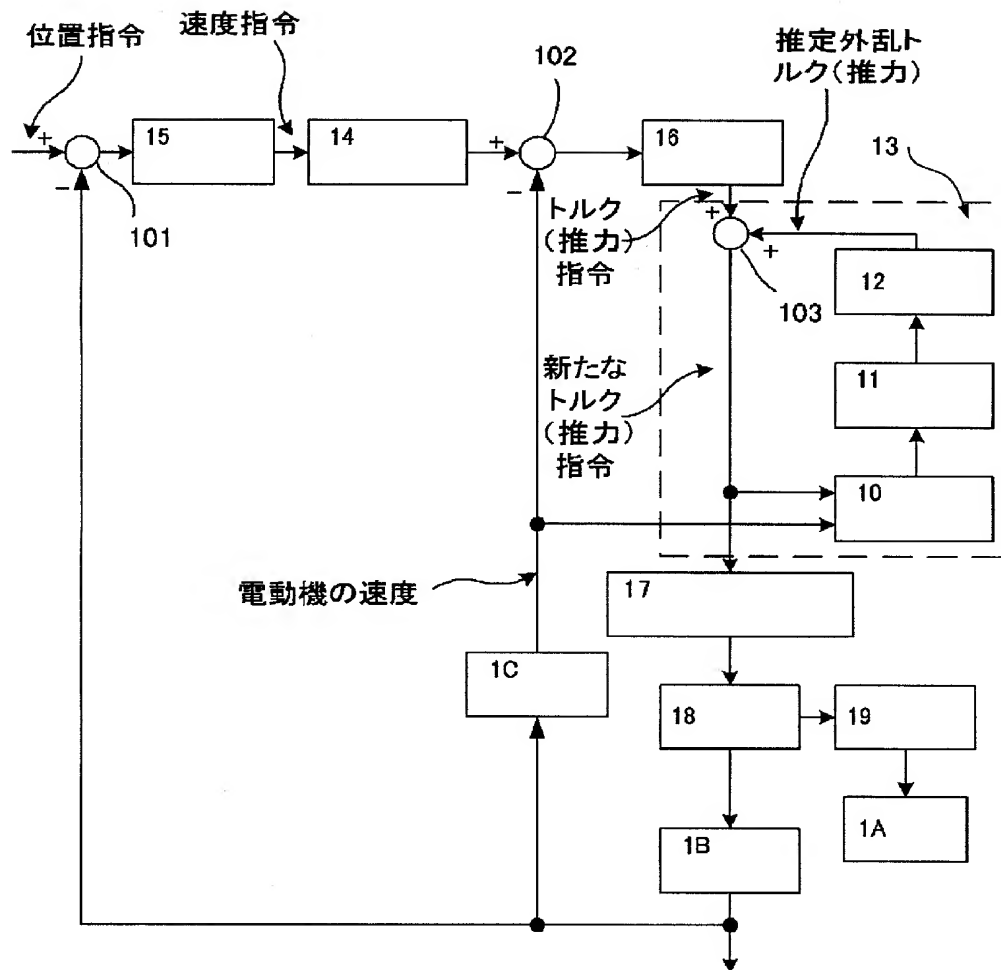 位置指令
速度指令
102
推定外乱ト
ルク(推力)
15
14
16
13
+
+
-
-
101
トルク
(推力)
指令
+
+
103
12
新たな
トルク
(推力)
指令
11
10
電動機の速度
17
1C
18
19
1B
1A